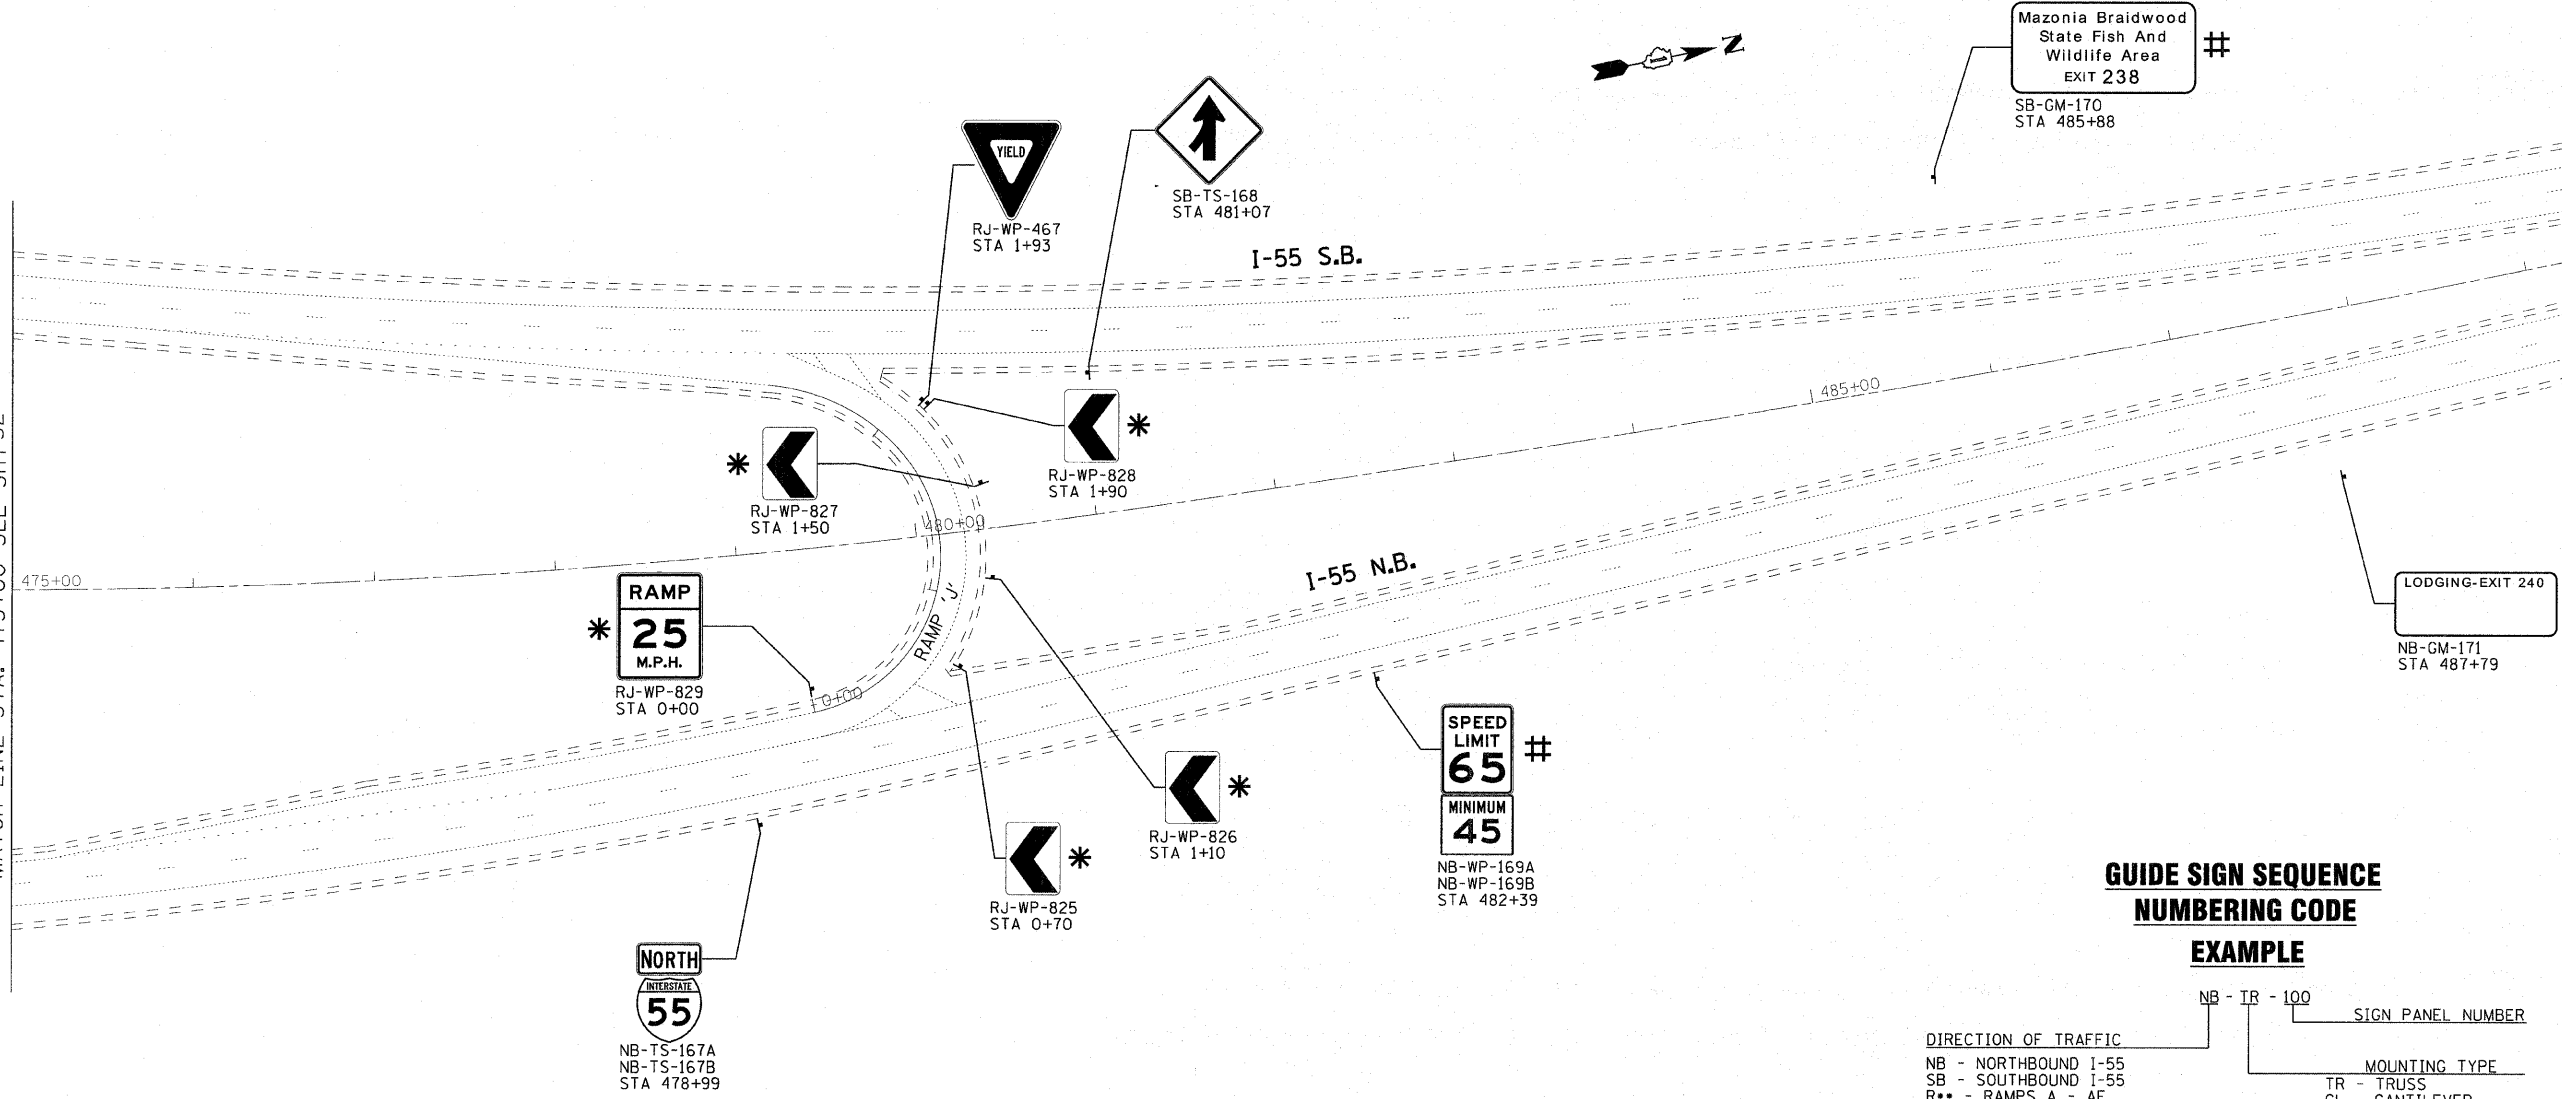 Mazonia Braidwood
State Fish And
Wildlife Area
EXIT 238
#
SB-GM-170
STA 485+88
N
YIELD
RJ-WP-467
STA 1+93
SB-TS-168
STA 481+07
I-55 S.B.
485+00
*
RJ-WP-828
STA 1+90
*
RJ-WP-827
STA 1+50
480+00
475+00
I-55 N.B.
RAMP 'J'
RAMP
25
M.P.H.
*
RJ-WP-829
STA 0+00
0+00
LODGING-EXIT 240
NB-GM-171
STA 487+79
SPEED
LIMIT
65
#
MINIMUM
45
NB-WP-169A
NB-WP-169B
STA 482+39
*
RJ-WP-826
STA 1+10
*
RJ-WP-825
STA 0+70
NORTH
INTERSTATE
55
NB-TS-167A
NB-TS-167B
STA 478+99
GUIDE SIGN SEQUENCE
NUMBERING CODE
EXAMPLE
NB - TR - 100
SIGN PANEL NUMBER
DIRECTION OF TRAFFIC
NB - NORTHBOUND I-55
SB - SOUTHBOUND I-55
R** - RAMPS A - AF
MOUNTING TYPE
TR - TRUSS